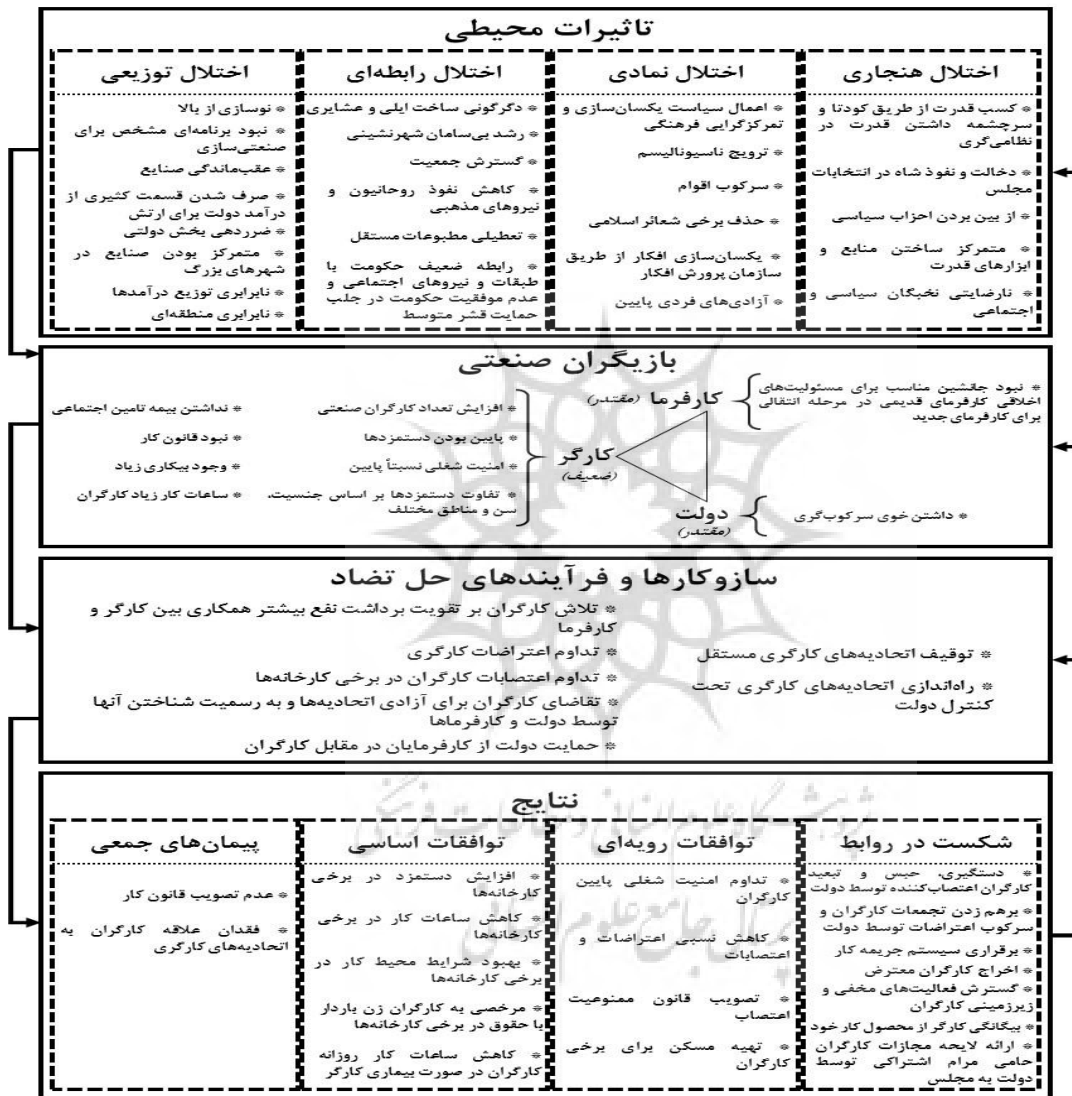 تاثیرات محیطی
اختلال هنجاری
* کسب قدرت از طریق کودتا و
سرچشمه داشتن قدرت در
نظامی‌گری
* دخالت و نفوذ شاه در انتخابات
مجلس
* از بین بردن احزاب سیاسی
* متمرکز ساختن منابع و
ابزارهای قدرت
* نارضایتی نخبگان سیاسی و
اجتماعی
اختلال نمادی
* اعمال سیاست یکسان‌سازی و
تمرکزگرایی فرهنگی
* ترویج ناسیونالیسم
* سرکوب اقوام
* حذف برخی شعائر اسلامی
* یکسان‌سازی افکار از طریق
سازمان پرورش افکار
* آزادی‌های فردی پایین
اختلال رابطه‌ای
* دگرگونی ساخت ایلی و عشایری
* رشد بی‌سامان شهرنشینی
* گسترش جمعیت
* کاهش نفوذ روحانیون و
نیروهای مذهبی
* تعطیلی مطبوعات مستقل
* رابطه ضعیف حکومت با
طبقات و نیروهای اجتماعی و
عدم موفقیت حکومت در جلب
حمایت قشر متوسط
اختلال توزیعی
* نوسازی از بالا
* نبود برنامه‌ای مشخص برای
صنعتی‌سازی
* عقب‌ماندگی صنایع
* صرف شدن قسمت کثیری از
درآمد دولت برای ارتش
* ضرردهی بخش دولتی
* متمرکز بودن صنایع در
شهرهای بزرگ
* نابرابری توزیع درآمدها
* نابرابری منطقه‌ای
بازیگران صنعتی
* نبود جانشین مناسب برای مسئولیت‌های
اخلاقی کارفرمای قدیمی در مرحله انتقالی
برای کارفرمای جدید
کارفرما (مقتدر)
کارگر
(ضعیف)
* افزایش تعداد کارگران صنعتی
* پایین بودن دستمزدها
* امنیت شغلی نسبتاً پایین
* تفاوت دستمزدها بر اساس جنسیت،
سن و مناطق مختلف
* نداشتن بیمه تامین اجتماعی
* نبود قانون کار
* وجود بیکاری زیاد
* ساعات کار زیاد کارگران
دولت
(مقتدر)
* داشتن خوی سرکوب‌گری
سازوکارها و فرآیندهای حل تضاد
* توقیف اتحادیه‌های کارگری مستقل
* راه‌اندازی اتحادیه‌های کارگری تحت
کنترل دولت
* تلاش کارگران بر تقویت برداشت نفع بیشتر همکاری بین کارگر و
کارفرما
* تداوم اعتراضات کارگری
* تداوم اعتصابات کارگران در برخی کارخانه‌ها
* تقاضای کارگران برای آزادی اتحادیه‌ها و به رسمیت شناختن آنها
توسط دولت و کارفرماها
* حمایت دولت از کارفرمایان در مقابل کارگران
پژوهشگاه علوم انسانی و مطالعات فرهنگی
پرتال جامع علوم انسانی
نتایج
شکست در روابط
* دستگیری، حبس و تبعید
کارگران اعتصاب‌کننده توسط دولت
* برهم زدن تجمعات کارگران و
سرکوب اعتراضات توسط دولت
* برقراری سیستم جریمه کار
* اخراج کارگران معترض
* گسترش فعالیت‌های مخفی و
زیرزمینی کارگران
* بیگانگی کارگر از محصول کار خود
* ارائه لایحه مجازات کارگران
حامی مرام اشتراکی توسط
دولت به مجلس
توافقات رویه‌ای
* تداوم امنیت شغلی پایین
کارگران
* کاهش نسبی اعتراضات و
اعتصابات
* تصویب قانون ممنوعیت
اعتصاب
* تهیه مسکن برای برخی
کارگران
توافقات اساسی
* افزایش دستمزد در برخی
کارخانه‌ها
* کاهش ساعات کار در برخی
کارخانه‌ها
* بهبود شرایط محیط کار در
برخی کارخانه‌ها
* مرخصی به کارگران زن باردار
با حقوق در برخی کارخانه‌ها
* کاهش ساعات کار روزانه
کارگران در صورت بیماری کارگر
پیمان‌های جمعی
* عدم تصویب قانون کار
* فقدان علاقه کارگران به
اتحادیه‌های کارگری